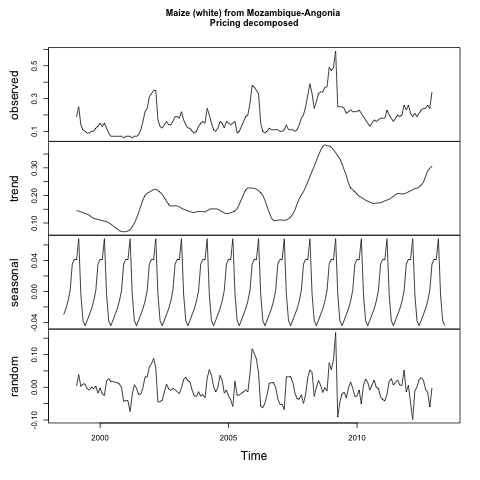 Maize (white) from Mozambique-Angonia
Pricing decomposed
observed
0.1 0.3 0.5
trend
0.10 0.20 0.30
seasonal
-0.04 0.00 0.04
random
-0.10 0.00 0.10
2000 2005 2010
Time